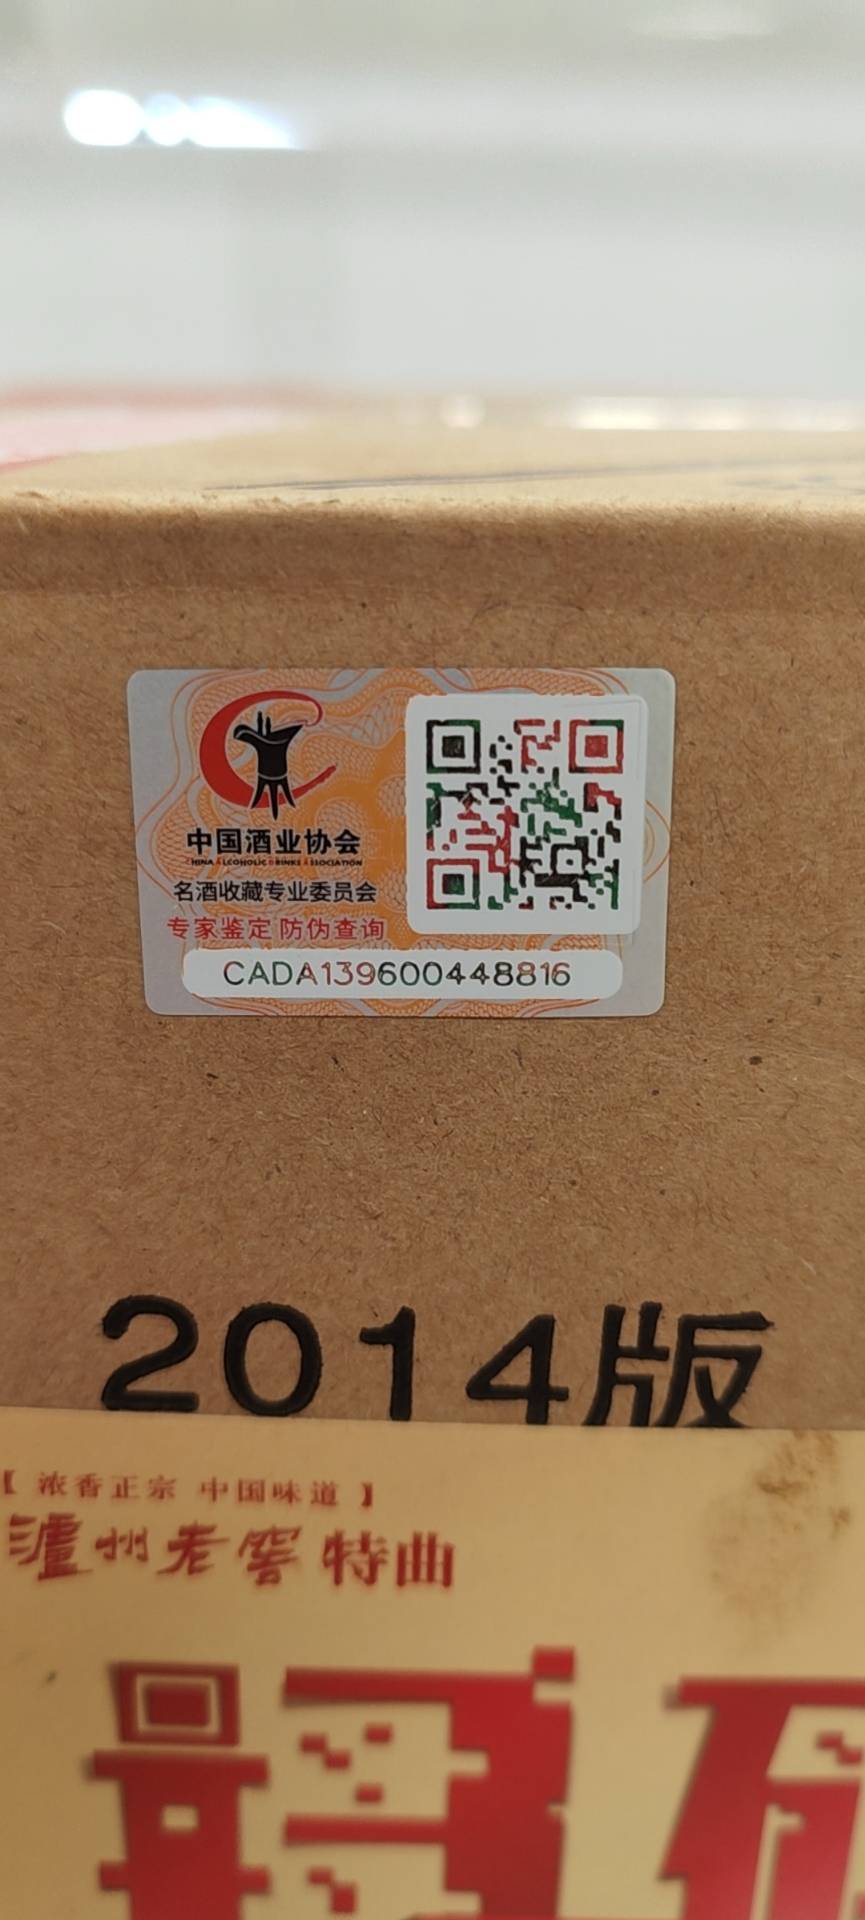 中国酒业协会
CHINA ALCOHOLIC DRINKS ASSOCIATION
名酒收藏专业委员会
专家鉴定 防伪查询
CADA139600448816
2014版
【 浓香正宗 中国味道 】
泸州老窖 特曲